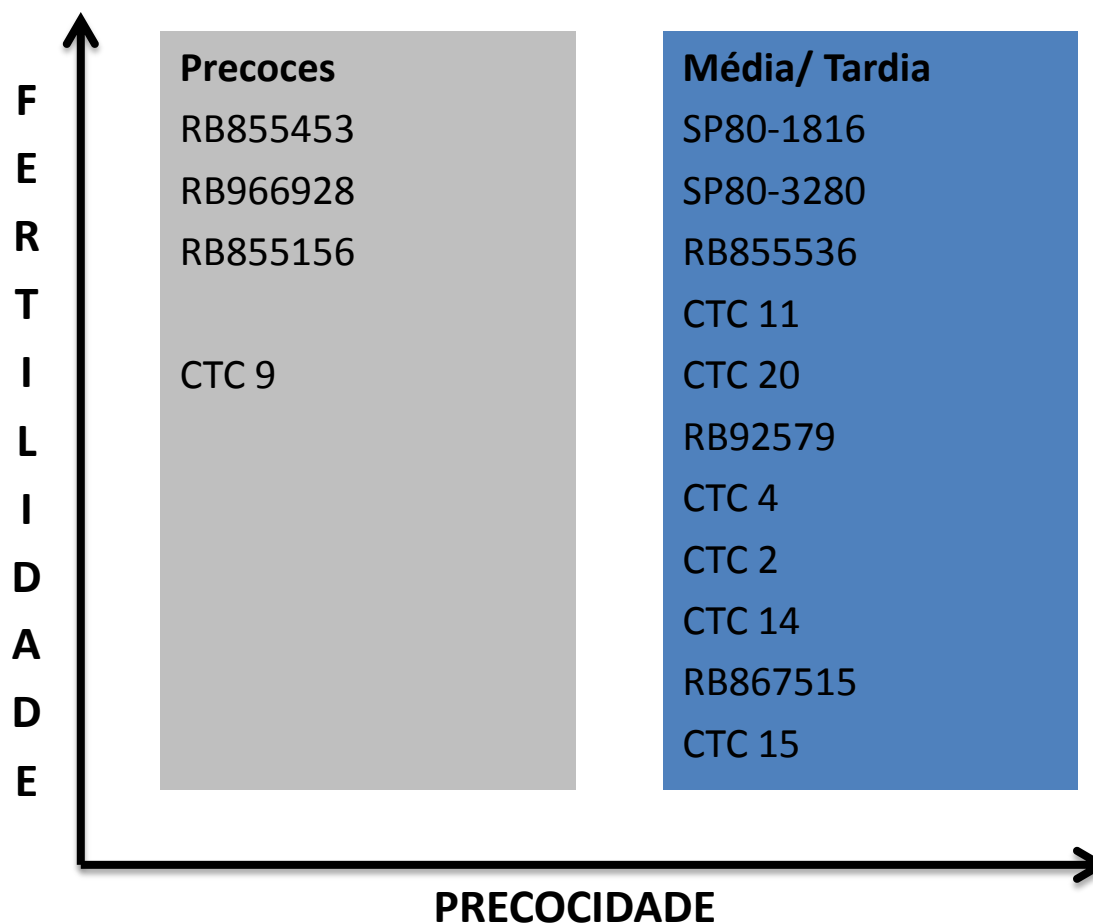 FERTILIDADE
Precoces
RB855453
RB966928
RB855156
CTC 9
Média/ Tardia
SP80-1816
SP80-3280
RB855536
CTC 11
CTC 20
RB92579
CTC 4
CTC 2
CTC 14
RB867515
CTC 15
PRECOCIDADE